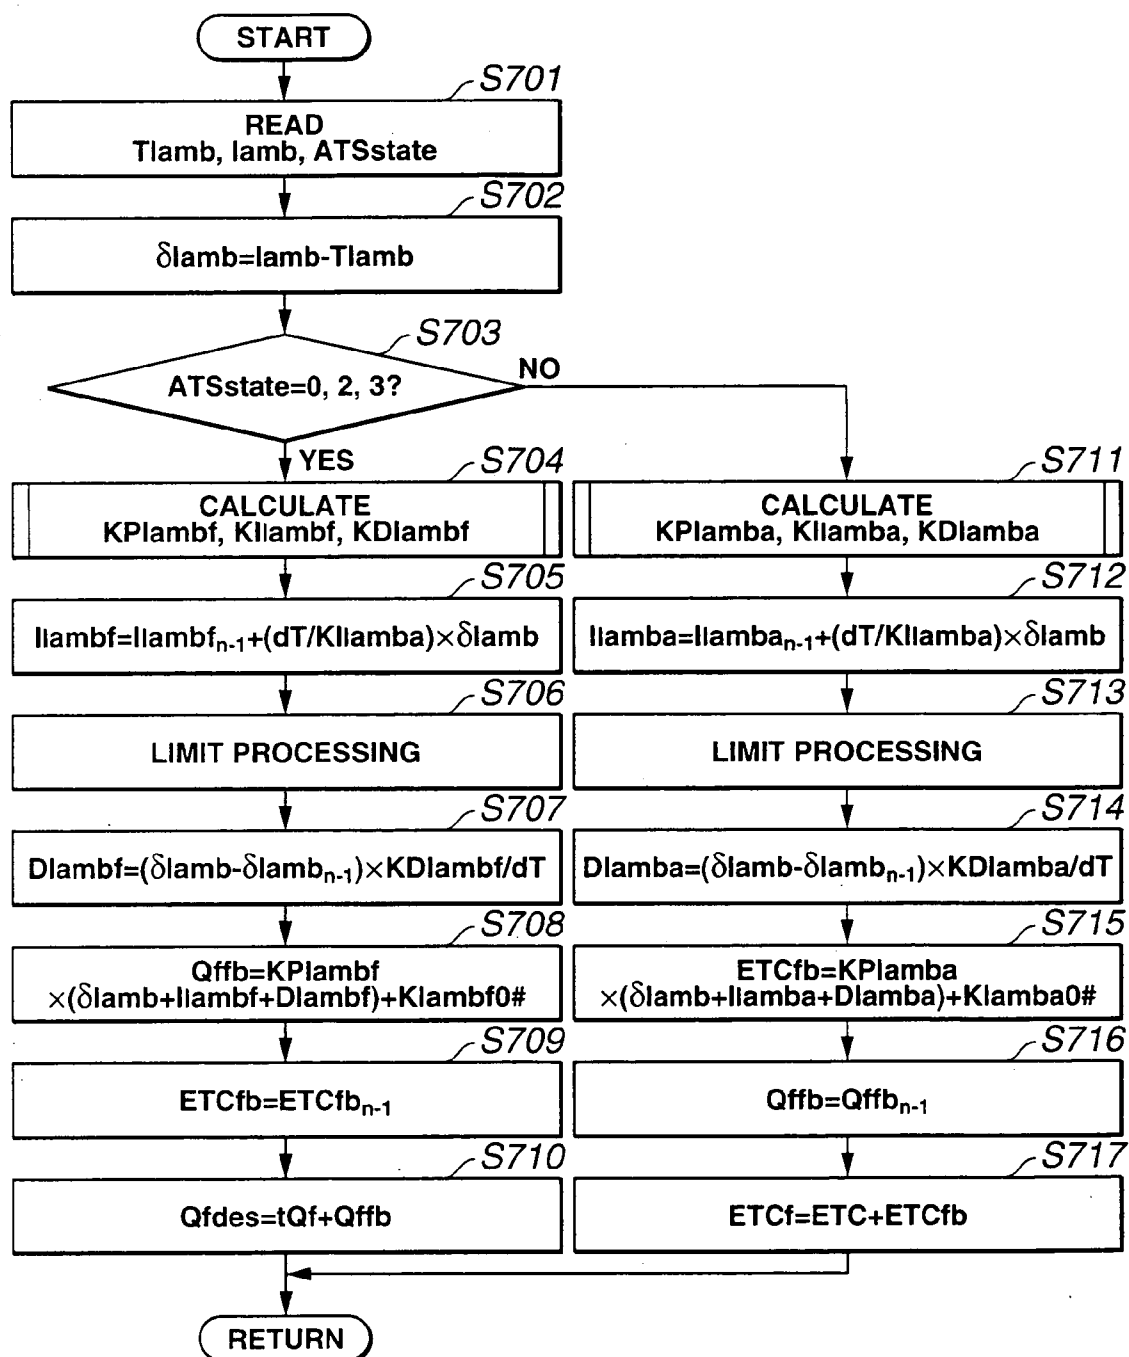 START
S701
READ
Tlamb, lamb, ATSstate
S702
δlamb=lamb-Tlamb
S703
ATSstate=0, 2, 3?
NO
YES
S704
CALCULATE
KPlambf, KIlambf, KDlambf
S705
Ilambf=Ilambfn-1+(dT/KIlamba)×δlamb
S706
LIMIT PROCESSING
S707
Dlambf=(δlamb-δlambn-1)×KDlambf/dT
S708
Qffb=KPlambf
×(δlamb+Ilambf+Dlambf)+Klambf0#
S709
ETCfb=ETCfbn-1
S710
Qfdes=tQf+Qffb
S711
CALCULATE
KPlamba, KIlamba, KDlamba
S712
Ilamba=Ilamban-1+(dT/KIlamba)×δlamb
S713
LIMIT PROCESSING
S714
Dlamba=(δlamb-δlambn-1)×KDlamba/dT
S715
ETCfb=KPlamba
×(δlamb+Ilamba+Dlamba)+Klamba0#
S716
Qffb=Qffbn-1
S717
ETCf=ETC+ETCfb
RETURN